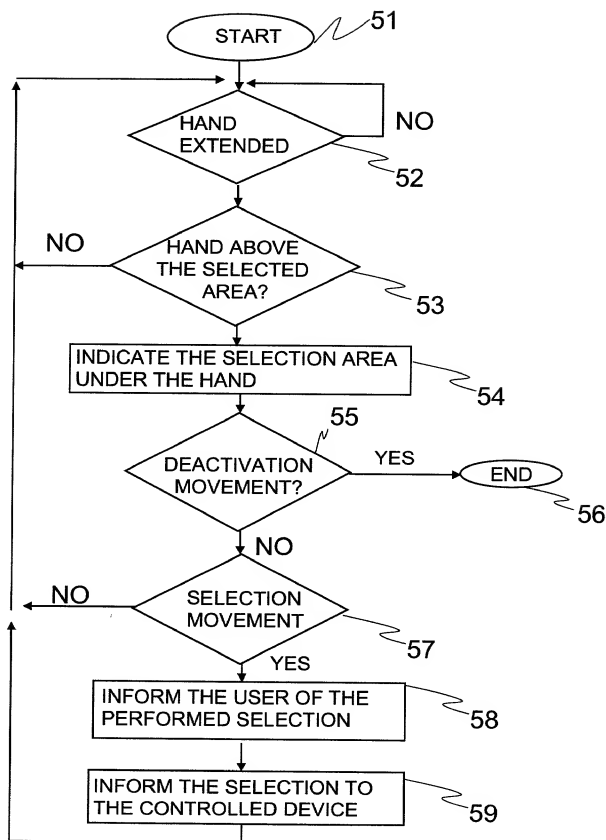 START
51
HAND
EXTENDED
NO
52
NO
HAND ABOVE
THE SELECTED
AREA?
53
INDICATE THE SELECTION AREA
UNDER THE HAND
54
55
DEACTIVATION
MOVEMENT?
YES
END
56
NO
NO
SELECTION
MOVEMENT
57
YES
INFORM THE USER OF THE
PERFORMED SELECTION
58
INFORM THE SELECTION TO
THE CONTROLLED DEVICE
59